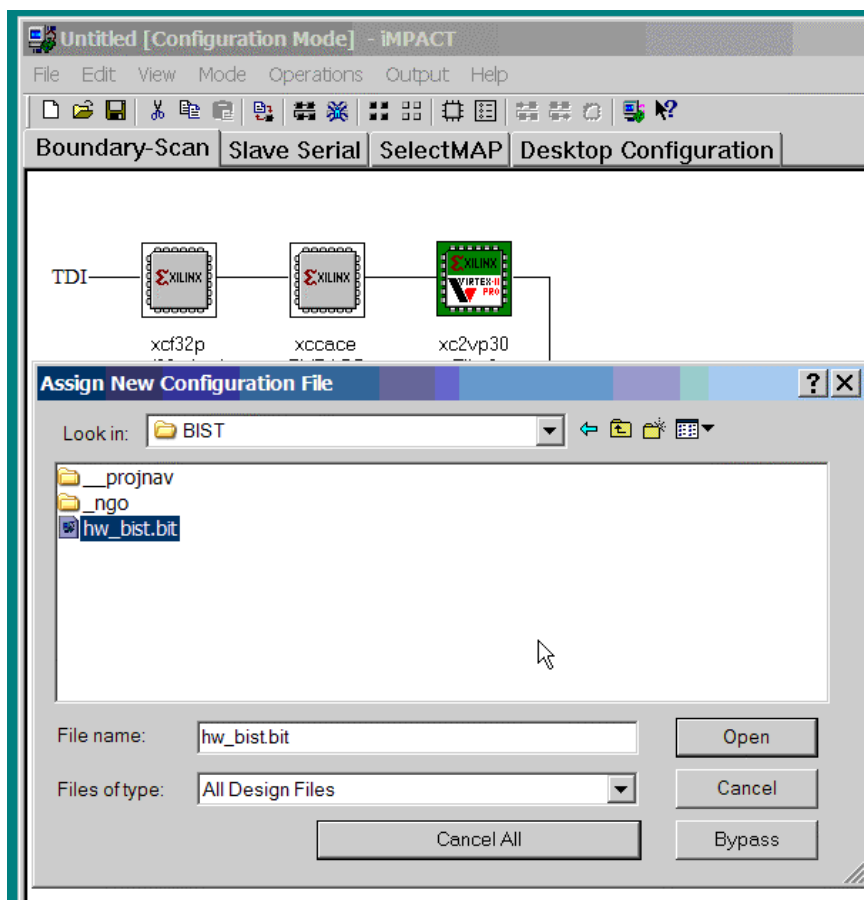 Untitled [Configuration Mode] - iMPACT
File Edit View Mode Operations Output Help
Boundary-Scan Slave Serial SelectMAP Desktop Configuration
TDI
XILINX XILINX XILINX
VIRTEX-II
PRO
xcf32p xccace xc2vp30
Assign New Configuration File
Look in: BIST
__projnav
_ngo
hw_bist.bit
File name: hw_bist.bit Open
Files of type: All Design Files Cancel
Cancel All Bypass